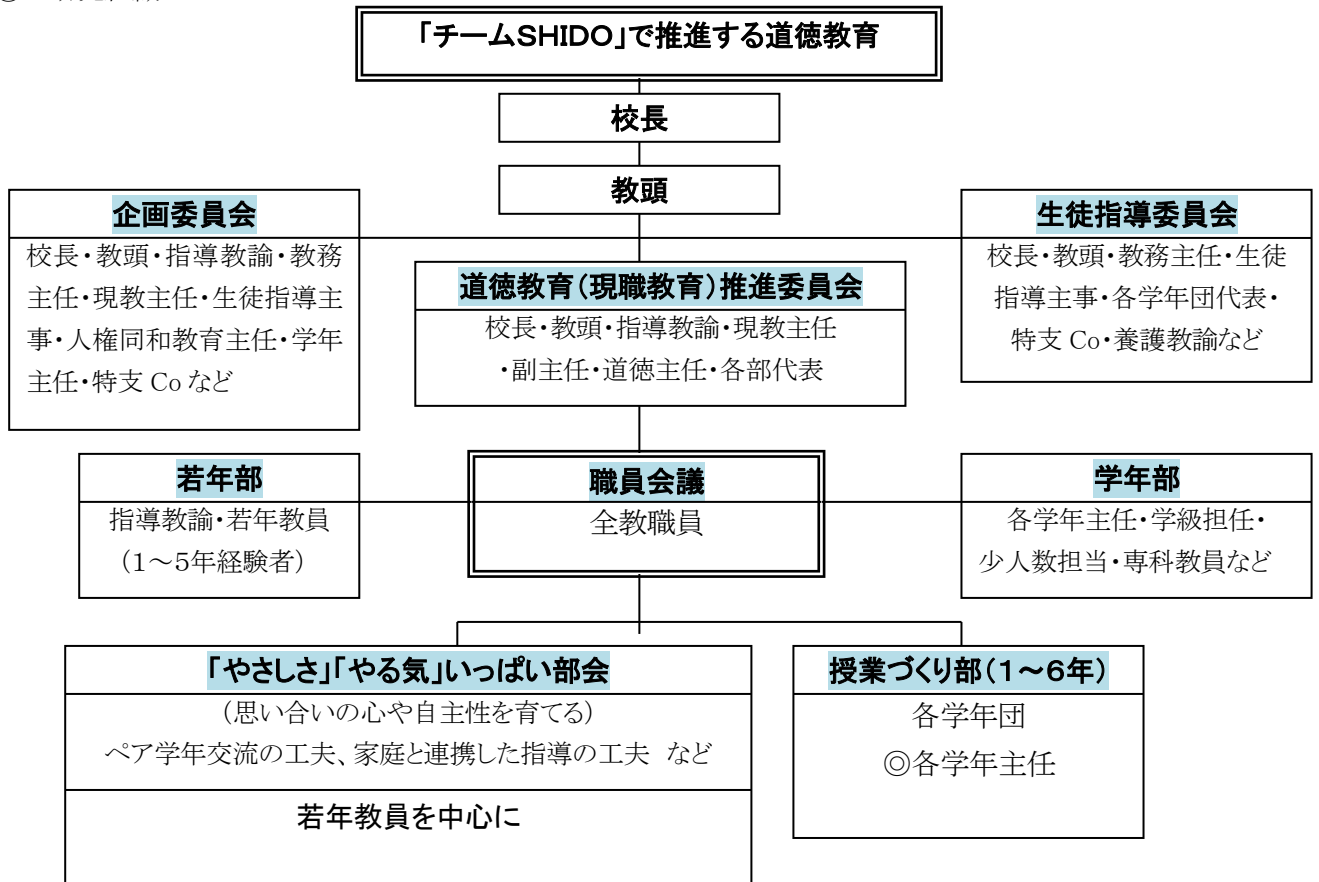 「チームSHIDO」で推進する道徳教育
校長
教頭
企画委員会
校長・教頭・指導教諭・教務
主任・現教主任・生徒指導主
事・人権同和教育主任・学年
主任・特支 Co など
道徳教育(現職教育)推進委員会
校長・教頭・指導教諭・現教主任
・副主任・道徳主任・各部代表
生徒指導委員会
校長・教頭・教務主任・生徒
指導主事・各学年団代表・
特支 Co・養護教諭など
若年部
指導教諭・若年教員
(1~5年経験者)
職員会議
全教職員
学年部
各学年主任・学級担任・
少人数担当・専科教員など
「やさしさ」「やる気」いっぱい部会
(思い合いの心や自主性を育てる)
ペア学年交流の工夫、家庭と連携した指導の工夫 など
若年教員を中心に
授業づくり部(1~6年)
各学年団
◎各学年主任